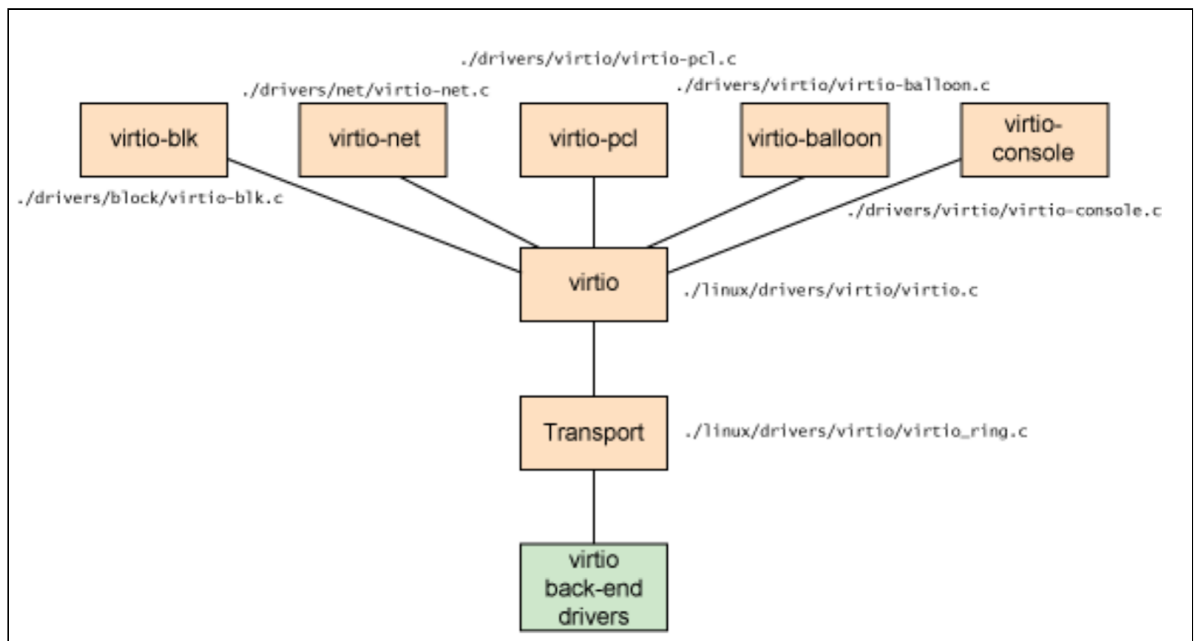 ./drivers/virtio/virtio-pcl.c
./drivers/net/virtio-net.c
./drivers/virtio/virtio-balloon.c
virtio-blk
virtio-net
virtio-pcl
virtio-balloon
virtio-
console
./drivers/block/virtio-blk.c
./drivers/virtio/virtio-console.c
virtio
./linux/drivers/virtio/virtio.c
Transport
./linux/drivers/virtio/virtio_ring.c
virtio
back-end
drivers